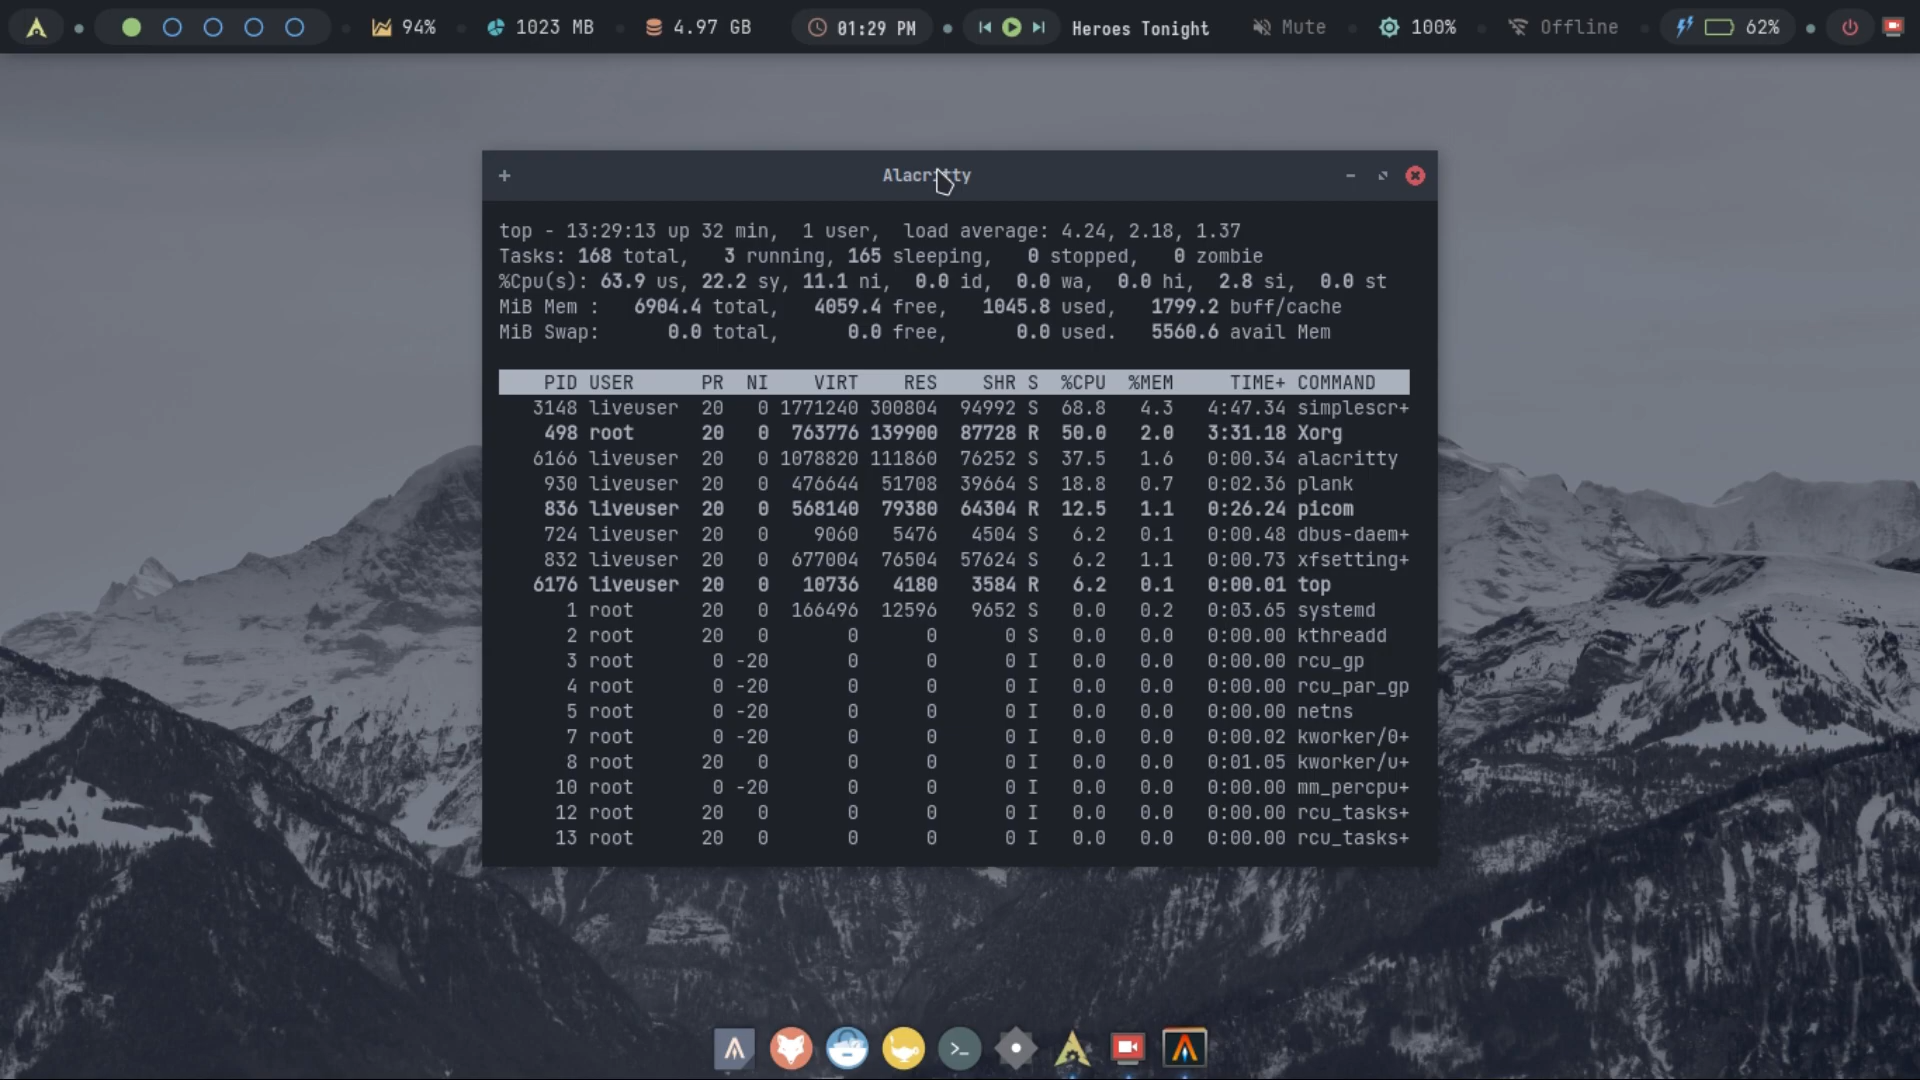 94% 1023 MB 4.97 GB 01:29 PM Heroes Tonight Mute 100% Offline 62%
+ Alacritty
top - 13:29:13 up 32 min,  1 user,  load average: 4.24, 2.18, 1.37
Tasks: 168 total,   3 running, 165 sleeping,   0 stopped,   0 zombie
%Cpu(s): 63.9 us, 22.2 sy, 11.1 ni,  0.0 id,  0.0 wa,  0.0 hi,  2.8 si,  0.0 st
MiB Mem :   6904.4 total,   4059.4 free,   1045.8 used,   1799.2 buff/cache
MiB Swap:      0.0 total,      0.0 free,      0.0 used.   5560.6 avail Mem
PID USER PR NI VIRT RES SHR S %CPU %MEM TIME+ COMMAND
3148 liveuser 20 0 1771240 300804 94992 S 68.8 4.3 4:47.34 simplescr+
498 root 20 0 763776 139900 87728 R 50.0 2.0 3:31.18 Xorg
6166 liveuser 20 0 1078820 111860 76252 S 37.5 1.6 0:00.34 alacritty
930 liveuser 20 0 476644 51708 39664 S 18.8 0.7 0:02.36 plank
836 liveuser 20 0 568140 79380 64304 R 12.5 1.1 0:26.24 picom
724 liveuser 20 0 9060 5476 4504 S 6.2 0.1 0:00.48 dbus-daem+
832 liveuser 20 0 677004 76504 57624 S 6.2 1.1 0:00.73 xfsetting+
6176 liveuser 20 0 10736 4180 3584 R 6.2 0.1 0:00.01 top
1 root 20 0 166496 12596 9652 S 0.0 0.2 0:03.65 systemd
2 root 20 0 0 0 0 S 0.0 0.0 0:00.00 kthreadd
3 root 0 -20 0 0 0 I 0.0 0.0 0:00.00 rcu_gp
4 root 0 -20 0 0 0 I 0.0 0.0 0:00.00 rcu_par_gp
5 root 0 -20 0 0 0 I 0.0 0.0 0:00.00 netns
7 root 0 -20 0 0 0 I 0.0 0.0 0:00.02 kworker/0+
8 root 20 0 0 0 0 I 0.0 0.0 0:01.05 kworker/u+
10 root 0 -20 0 0 0 I 0.0 0.0 0:00.00 mm_percpu+
12 root 20 0 0 0 0 I 0.0 0.0 0:00.00 rcu_tasks+
13 root 20 0 0 0 0 I 0.0 0.0 0:00.00 rcu_tasks+